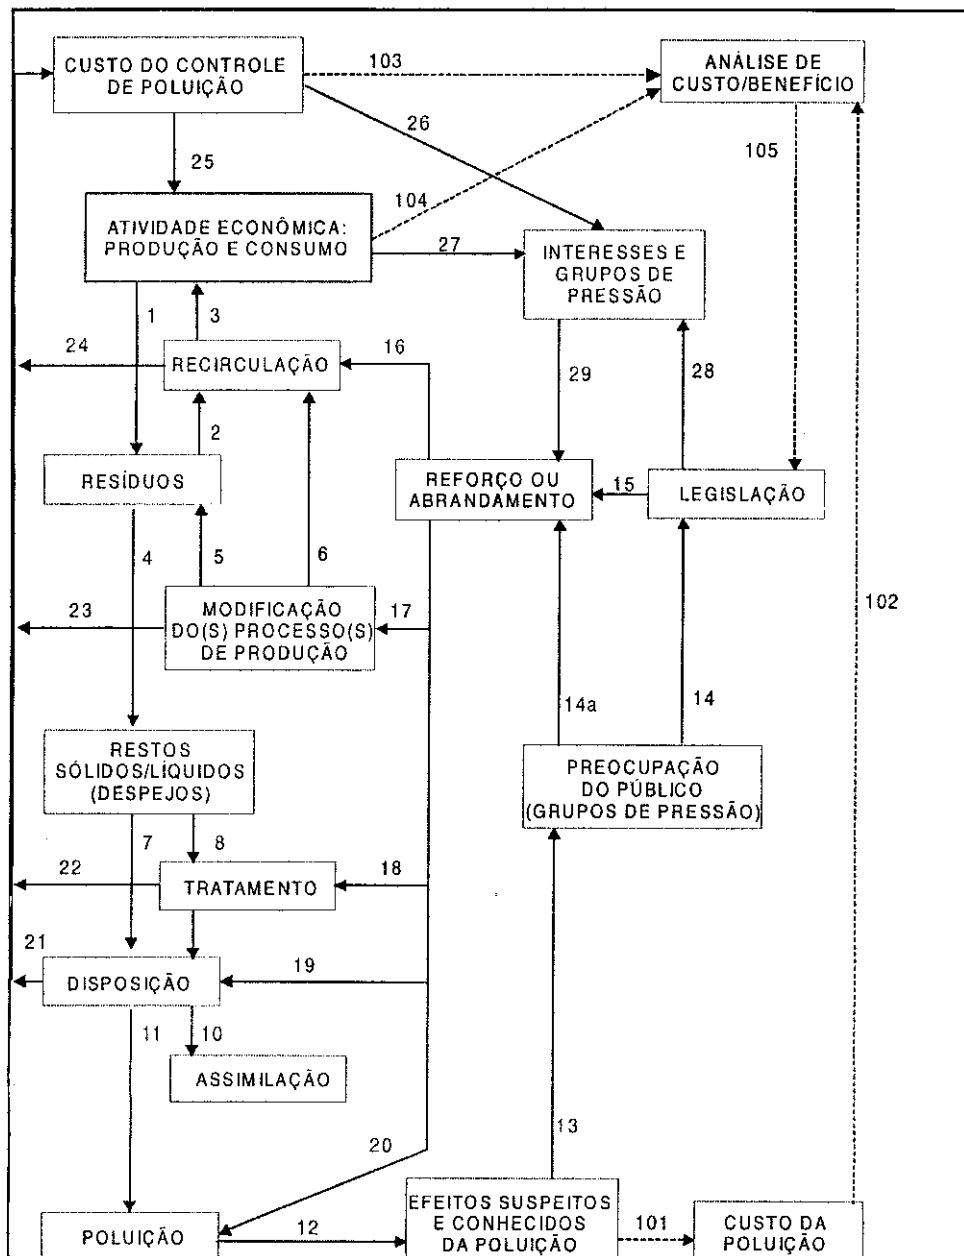 CUSTO DO CONTROLE
DE POLUIÇÃO
103
ANÁLISE DE
CUSTO/BENEFÍCIO
26
105
25
104
ATIVIDADE ECONÔMICA:
PRODUÇÃO E CONSUMO
27
INTERESSES E
GRUPOS DE
PRESSÃO
1
3
24
RECIRCULAÇÃO
16
29
28
2
RESÍDUOS
REFORÇO OU
ABRANDAMENTO
15
LEGISLAÇÃO
4
5
6
23
MODIFICAÇÃO
DO(S) PROCESSO(S)
DE PRODUÇÃO
17
102
14a
14
RESTOS
SÓLIDOS/LÍQUIDOS
(DESPEJOS)
PREOCUPAÇÃO
DO PÚBLICO
(GRUPOS DE PRESSÃO)
7
8
22
TRATAMENTO
18
21
DISPOSIÇÃO
19
11
10
ASSIMILAÇÃO
13
20
POLUIÇÃO
12
EFEITOS SUSPEITOS
E CONHECIDOS
DA POLUIÇÃO
101
CUSTO DA
POLUIÇÃO